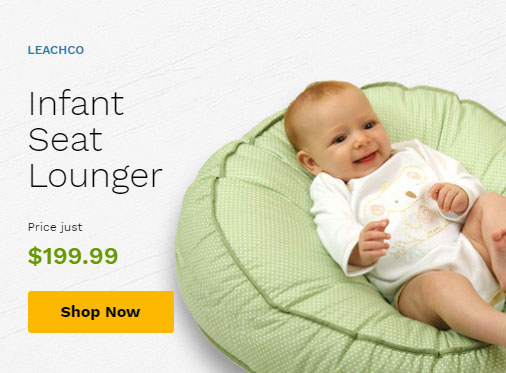 LEACHCO
Infant
Seat
Lounger
Price just
$199.99
Shop Now